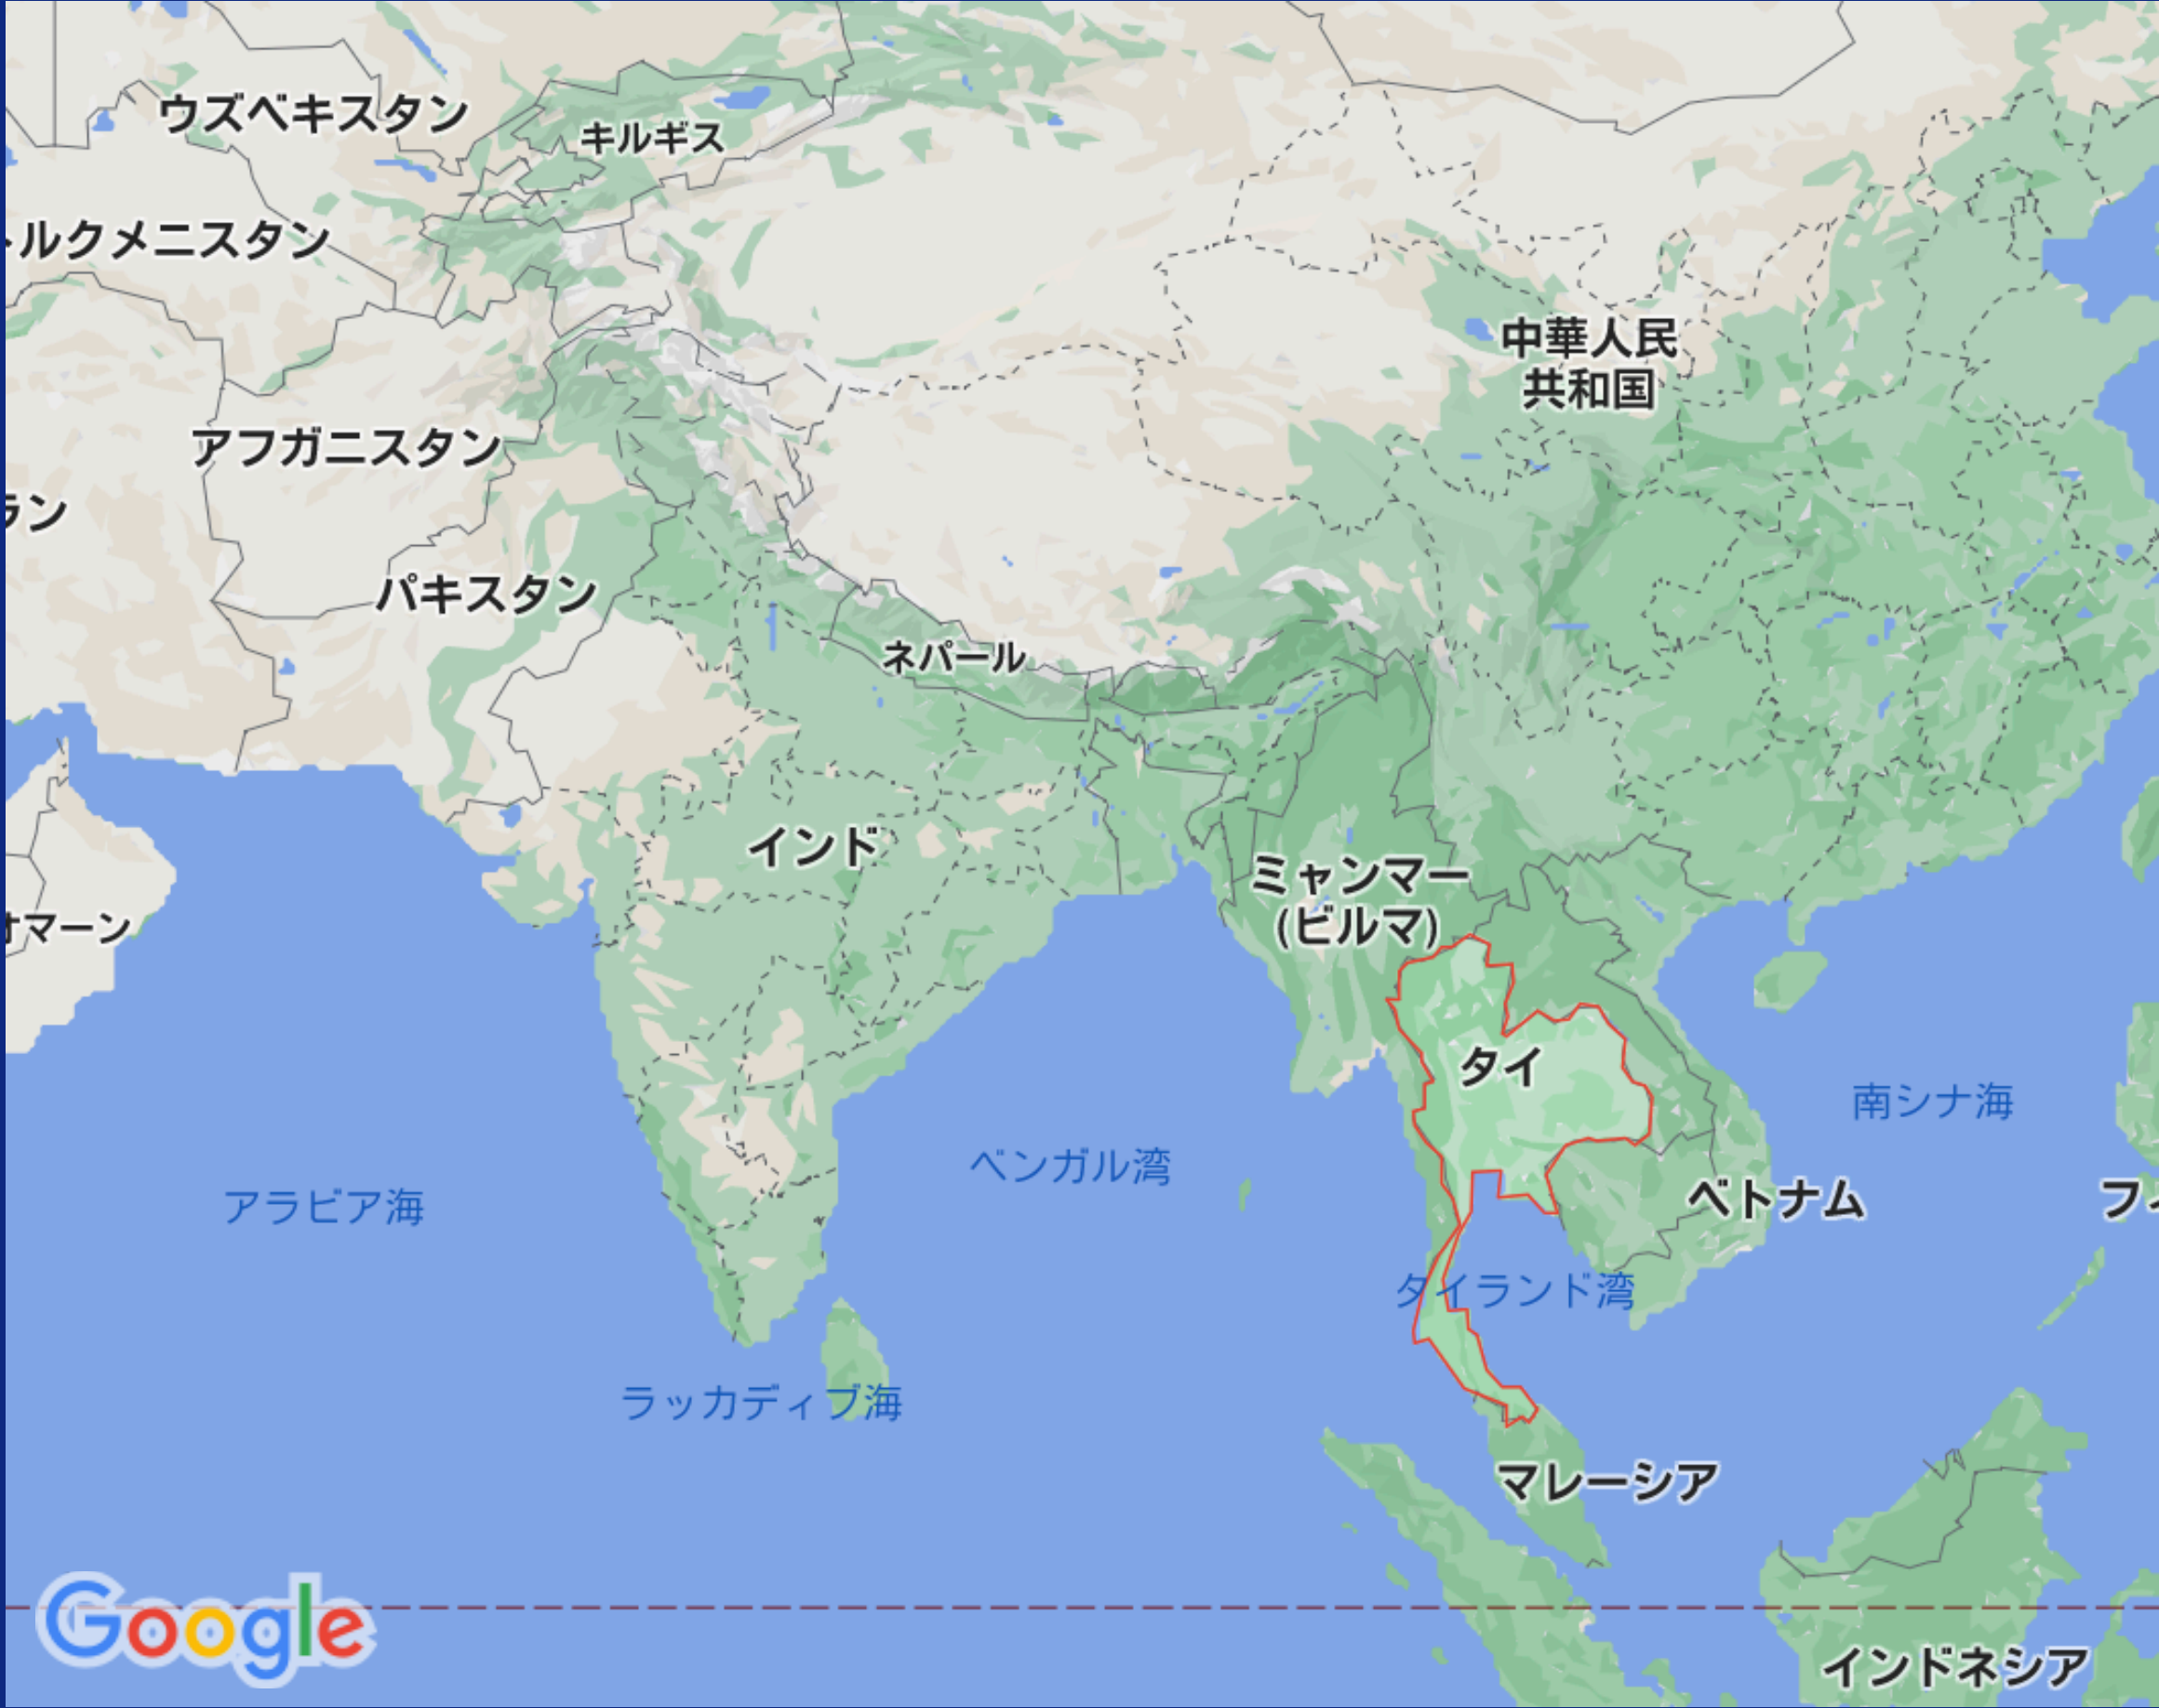 ウズベキスタン
キルギス
ルクメニスタン
中華人民
共和国
アフガニスタン
ラン
パキスタン
ネパール
インド
ミャンマー
(ビルマ)
オマーン
タイ
南シナ海
ベンガル湾
アラビア海
ベトナム
フィ
タイランド湾
ラッカディブ海
マレーシア
Google
インドネシア